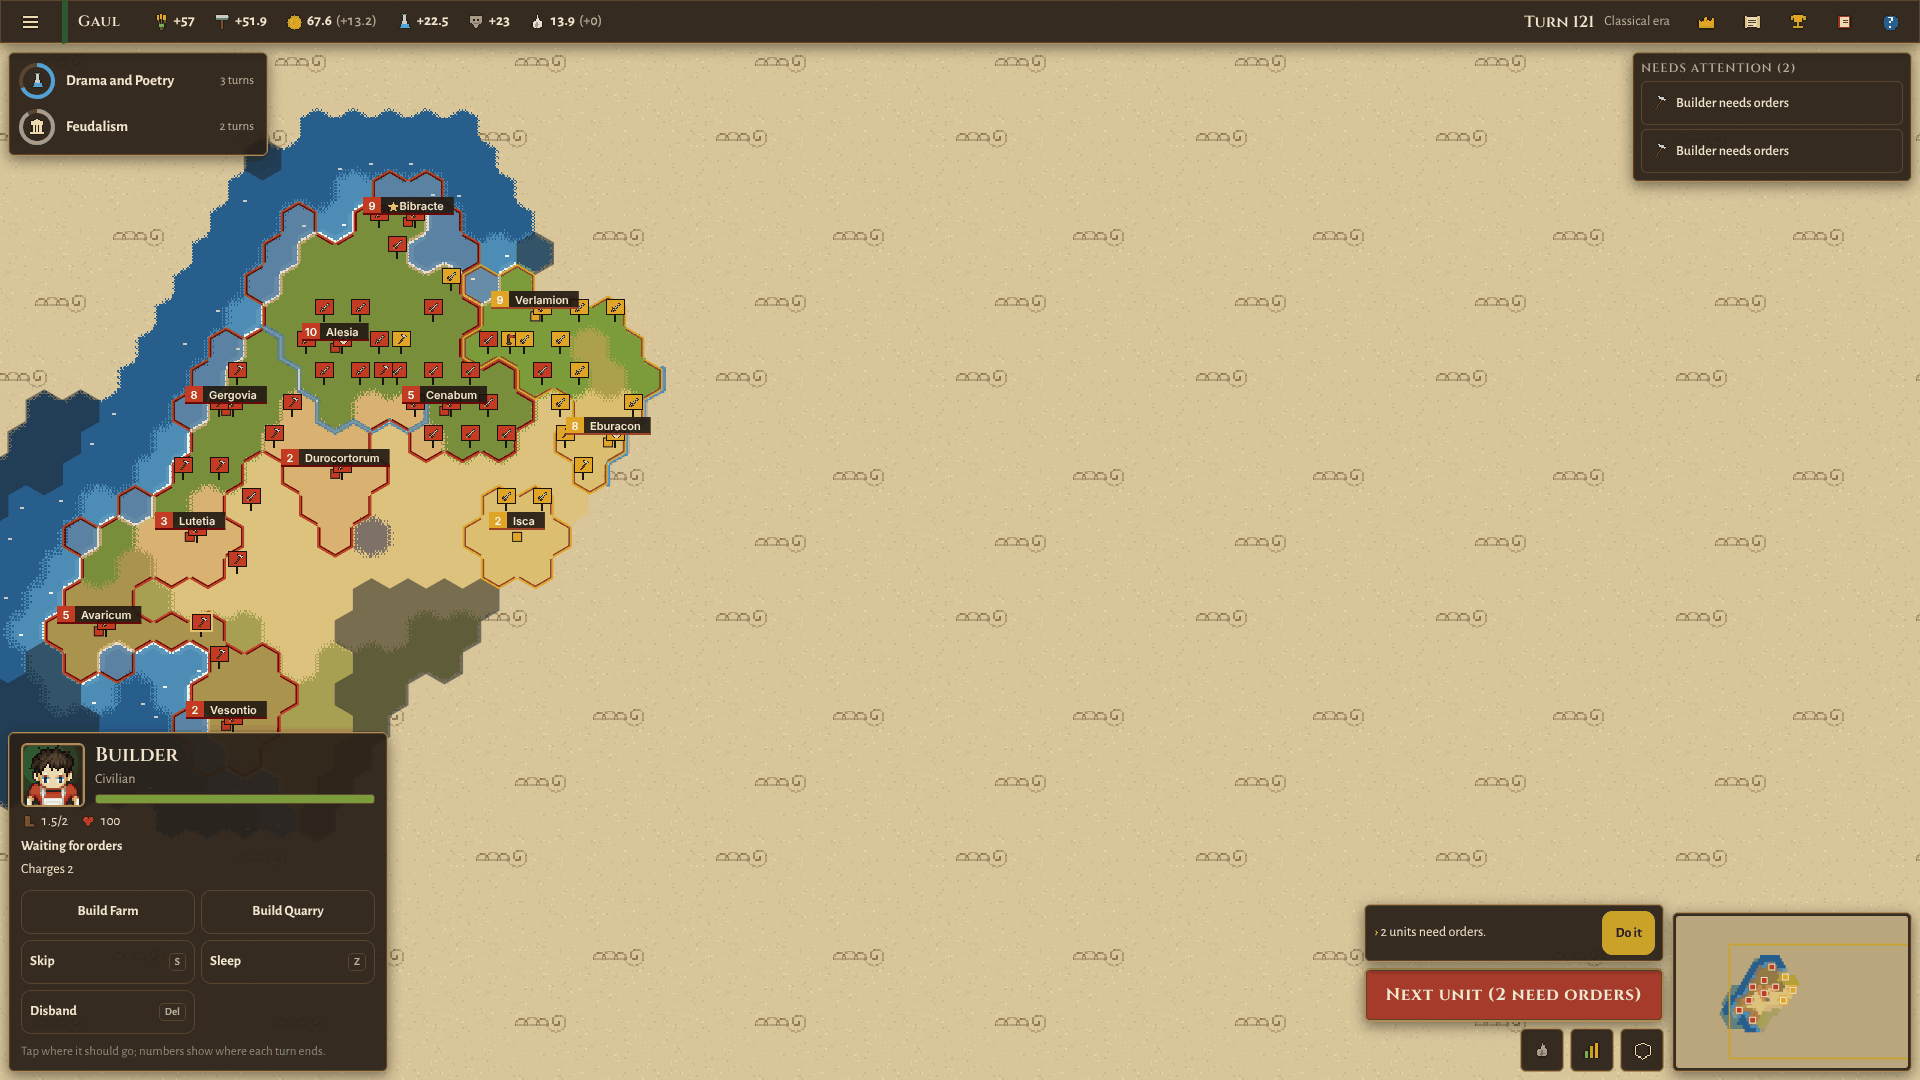 GAUL +57 +51.9 67.6 (+13.2) +22.5 +23 13.9 (+0) TURN 121 Classical era
Drama and Poetry 3 turns
Feudalism 2 turns
NEEDS ATTENTION (2)
Builder needs orders
Builder needs orders
9 Bibracte
9 Verlamion
10 Alesia
8 Gergovia
5 Cenabum
8 Eburacon
2 Durocortorum
3 Lutetia
2 Isca
5 Avaricum
2 Vesontio
BUILDER
Civilian
1.5/2 100
Waiting for orders
Charges 2
Build Farm
Build Quarry
Skip S
Sleep Z
Disband Del
Tap where it should go; numbers show where each turn ends.
› 2 units need orders.
Do it
NEXT UNIT (2 NEED ORDERS)